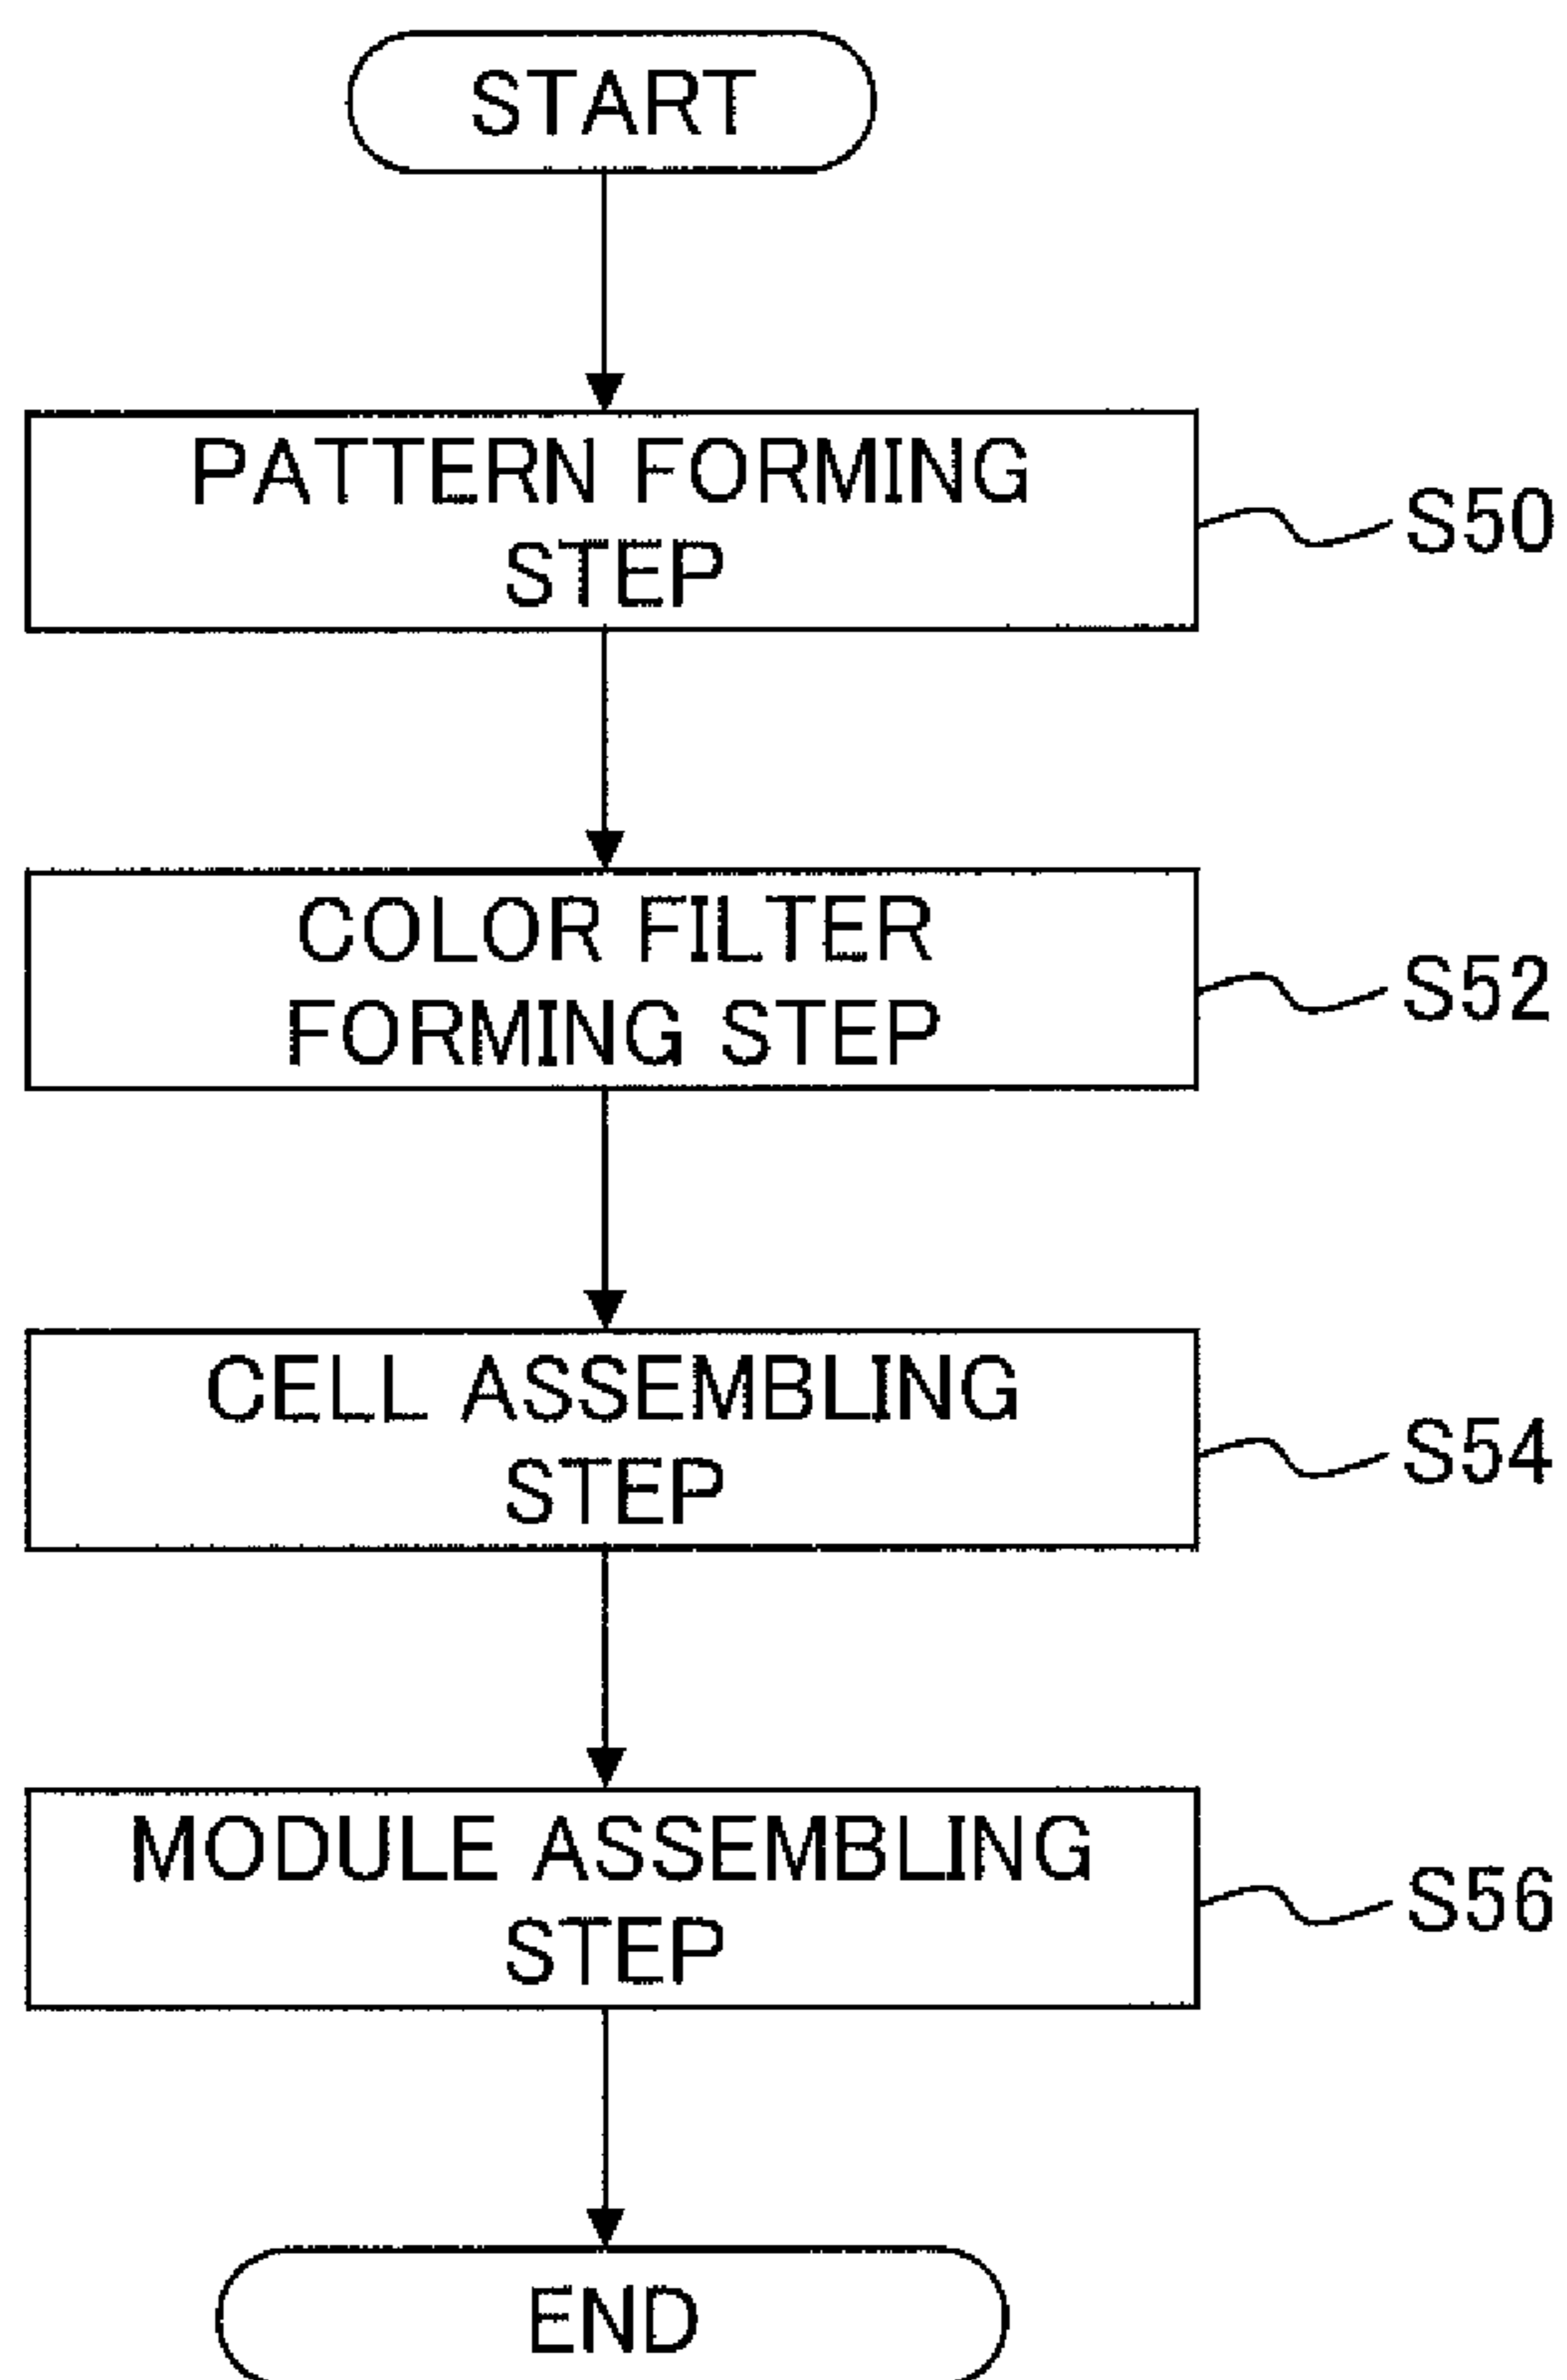 START
PATTERN FORMING
STEP
S50
COLOR FILTER
FORMING STEP
S52
CELL ASSEMBLING
STEP
S54
MODULE ASSEMBLING
STEP
S56
END